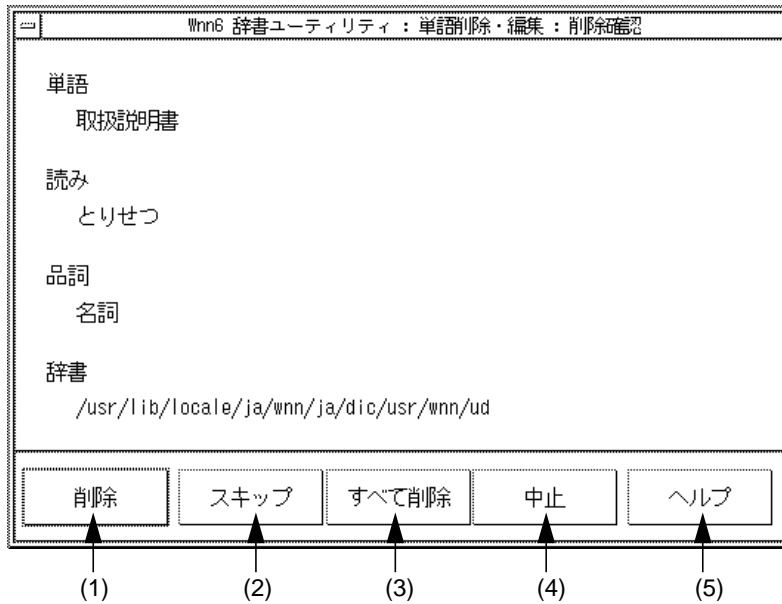 Wnn6 辞書ユーティリティ : 単語削除・編集 : 削除確認
単語
取扱説明書
読み
とりせつ
品詞
名詞
辞書
/usr/lib/locale/ja/wnn/ja/dic/usr/wnn/ud
削除 スキップ すべて削除 中止 ヘルプ
(1) (2) (3) (4) (5)